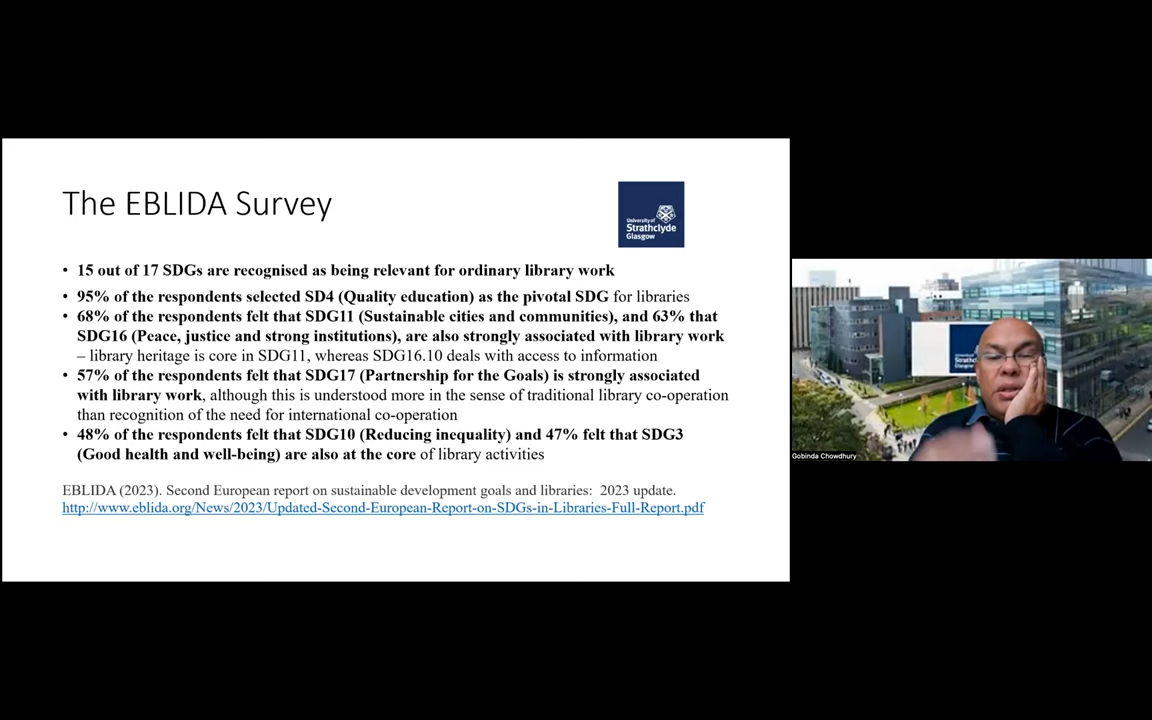 The EBLIDA Survey
University of
Strathclyde
Glasgow
• 15 out of 17 SDGs are recognised as being relevant for ordinary library work
• 95% of the respondents selected SD4 (Quality education) as the pivotal SDG for libraries
• 68% of the respondents felt that SDG11 (Sustainable cities and communities), and 63% that
SDG16 (Peace, justice and strong institutions), are also strongly associated with library work
– library heritage is core in SDG11, whereas SDG16.10 deals with access to information
• 57% of the respondents felt that SDG17 (Partnership for the Goals) is strongly associated
with library work, although this is understood more in the sense of traditional library co-operation
than recognition of the need for international co-operation
• 48% of the respondents felt that SDG10 (Reducing inequality) and 47% felt that SDG3
(Good health and well-being) are also at the core of library activities
EBLIDA (2023). Second European report on sustainable development goals and libraries: 2023 update.
http://www.eblida.org/News/2023/Updated-Second-European-Report-on-SDGs-in-Libraries-Full-Report.pdf
Gobinda Chowdhury